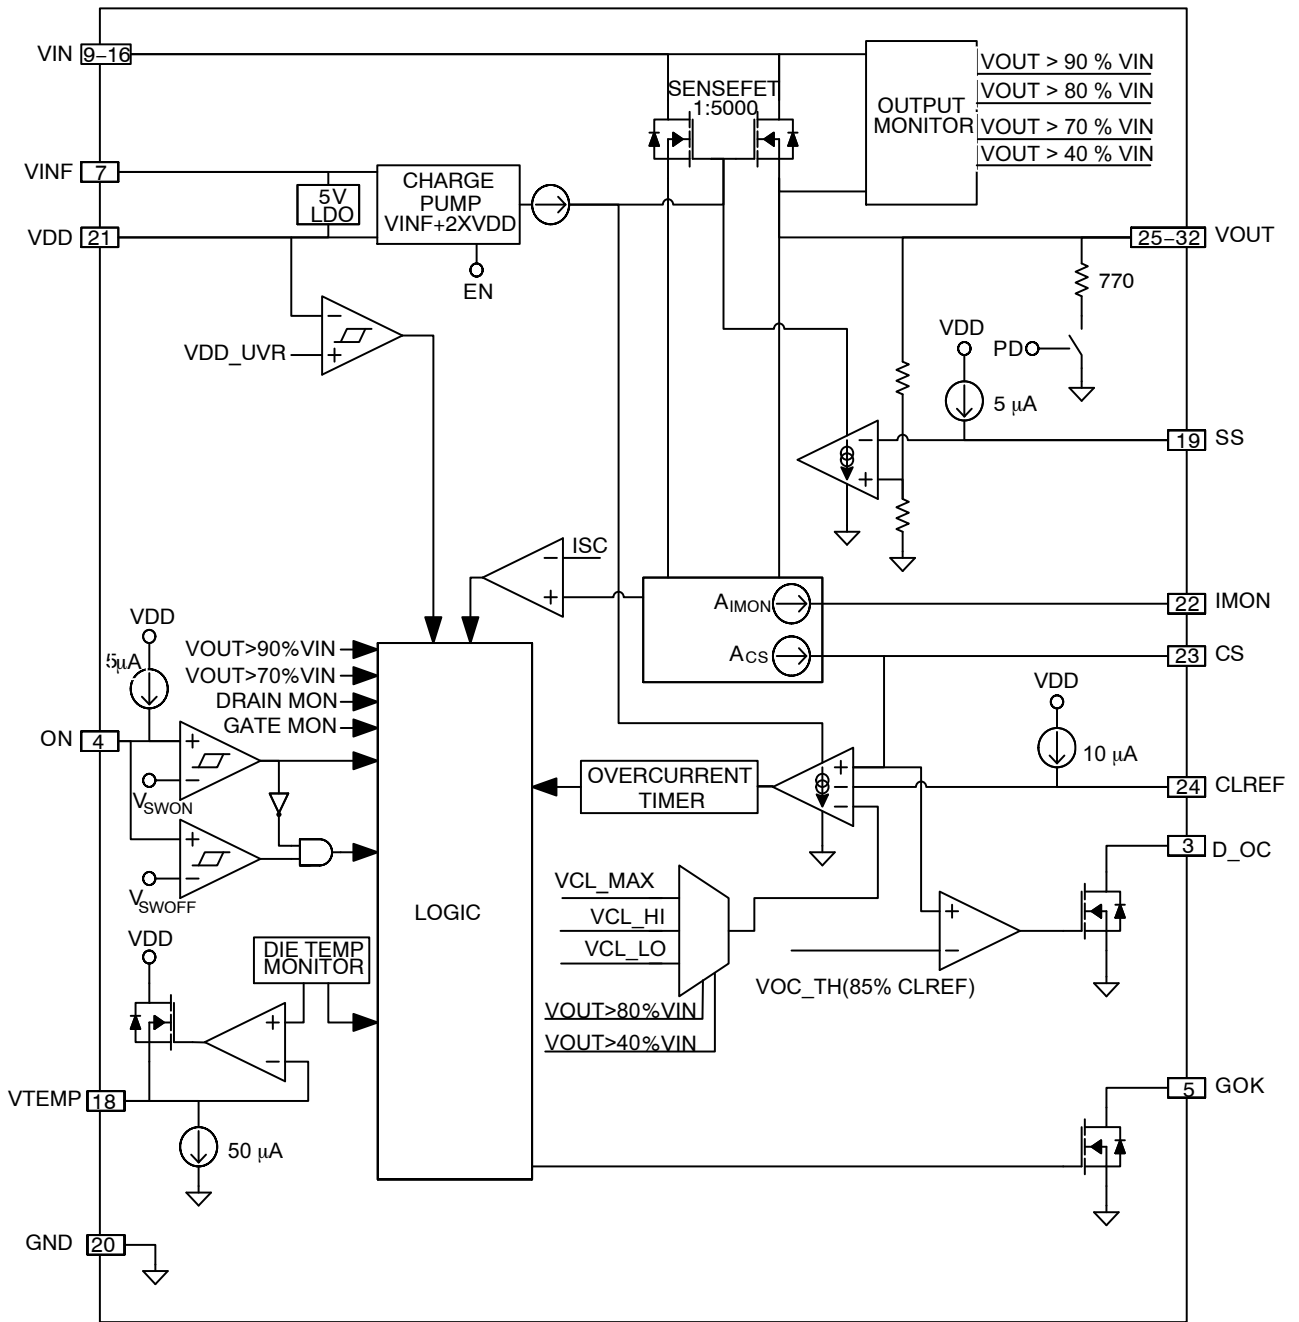 VIN 9–16
VOUT > 90 % VIN
VOUT > 80 % VIN
VOUT > 70 % VIN
VOUT > 40 % VIN
OUTPUT
MONITOR
SENSEFET
1:5000
VINF 7
5V
LDO
CHARGE
PUMP
VINF+2XVDD
VDD 21
EN
25–32 VOUT
770
VDD
PD
5 μA
VDD_UVR
−
+
−
+
19 SS
ISC
−
+
AIMON
22 IMON
ACS
23 CS
VDD
5μA
VOUT>90%VIN
VOUT>70%VIN
DRAIN MON
GATE MON
ON 4
+
−
VSWON
+
−
VSWOFF
VDD
10 μA
OVERCURRENT
TIMER
+
−
−
24 CLREF
3 D_OC
LOGIC
VCL_MAX
VCL_HI
VCL_LO
VOUT>80%VIN
VOUT>40%VIN
+
−
VOC_TH(85% CLREF)
VDD
DIE TEMP
MONITOR
+
−
VTEMP 18
50 μA
5 GOK
GND 20